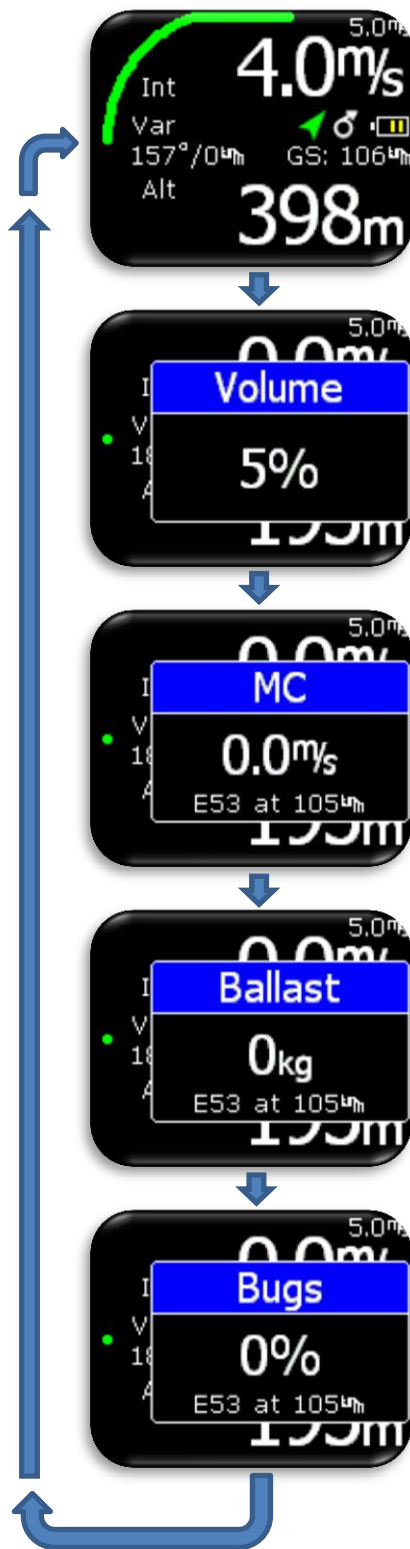 5.0m/s
4.0m/s
Int
Var
157°/0km/h GS: 106km/h
Alt
398m
5.0m/s
Volume
5%
5.0m/s
MC
0.0m/s
E53 at 105km/h
5.0m/s
Ballast
0kg
E53 at 105km/h
5.0m/s
Bugs
0%
E53 at 105km/h